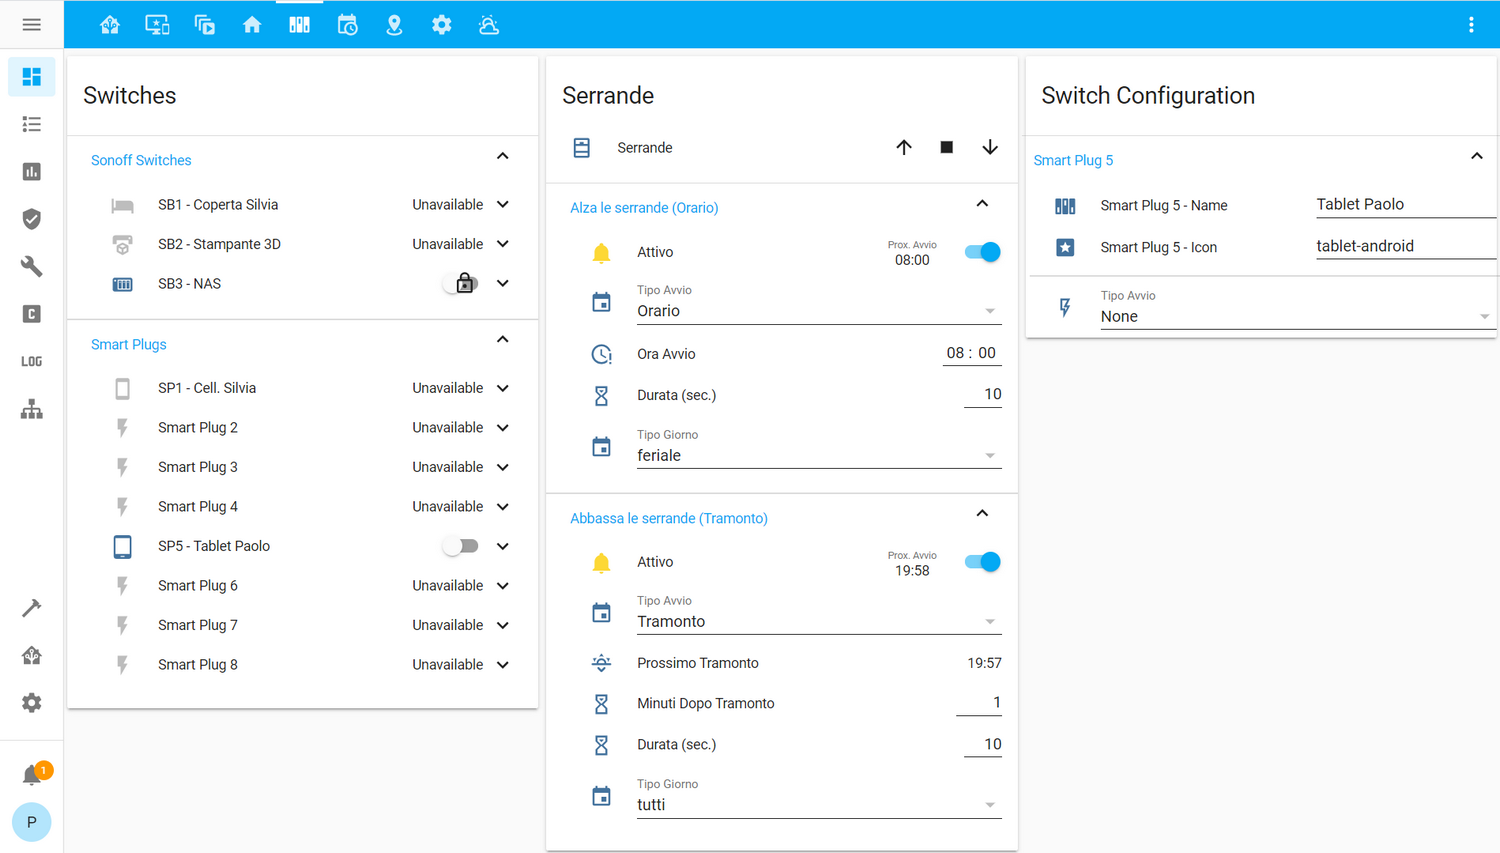 LOG
1
P
Switches
Sonoff Switches
SB1 - Coperta Silvia Unavailable
SB2 - Stampante 3D Unavailable
SB3 - NAS
Smart Plugs
SP1 - Cell. Silvia Unavailable
Smart Plug 2 Unavailable
Smart Plug 3 Unavailable
Smart Plug 4 Unavailable
SP5 - Tablet Paolo
Smart Plug 6 Unavailable
Smart Plug 7 Unavailable
Smart Plug 8 Unavailable
Serrande
Serrande
Alza le serrande (Orario)
Attivo
Prox. Avvio
08:00
Tipo Avvio
Orario
Ora Avvio 08 : 00
Durata (sec.) 10
Tipo Giorno
feriale
Abbassa le serrande (Tramonto)
Attivo
Prox. Avvio
19:58
Tipo Avvio
Tramonto
Prossimo Tramonto 19:57
Minuti Dopo Tramonto 1
Durata (sec.) 10
Tipo Giorno
tutti
Switch Configuration
Smart Plug 5
Smart Plug 5 - Name Tablet Paolo
Smart Plug 5 - Icon tablet-android
Tipo Avvio
None